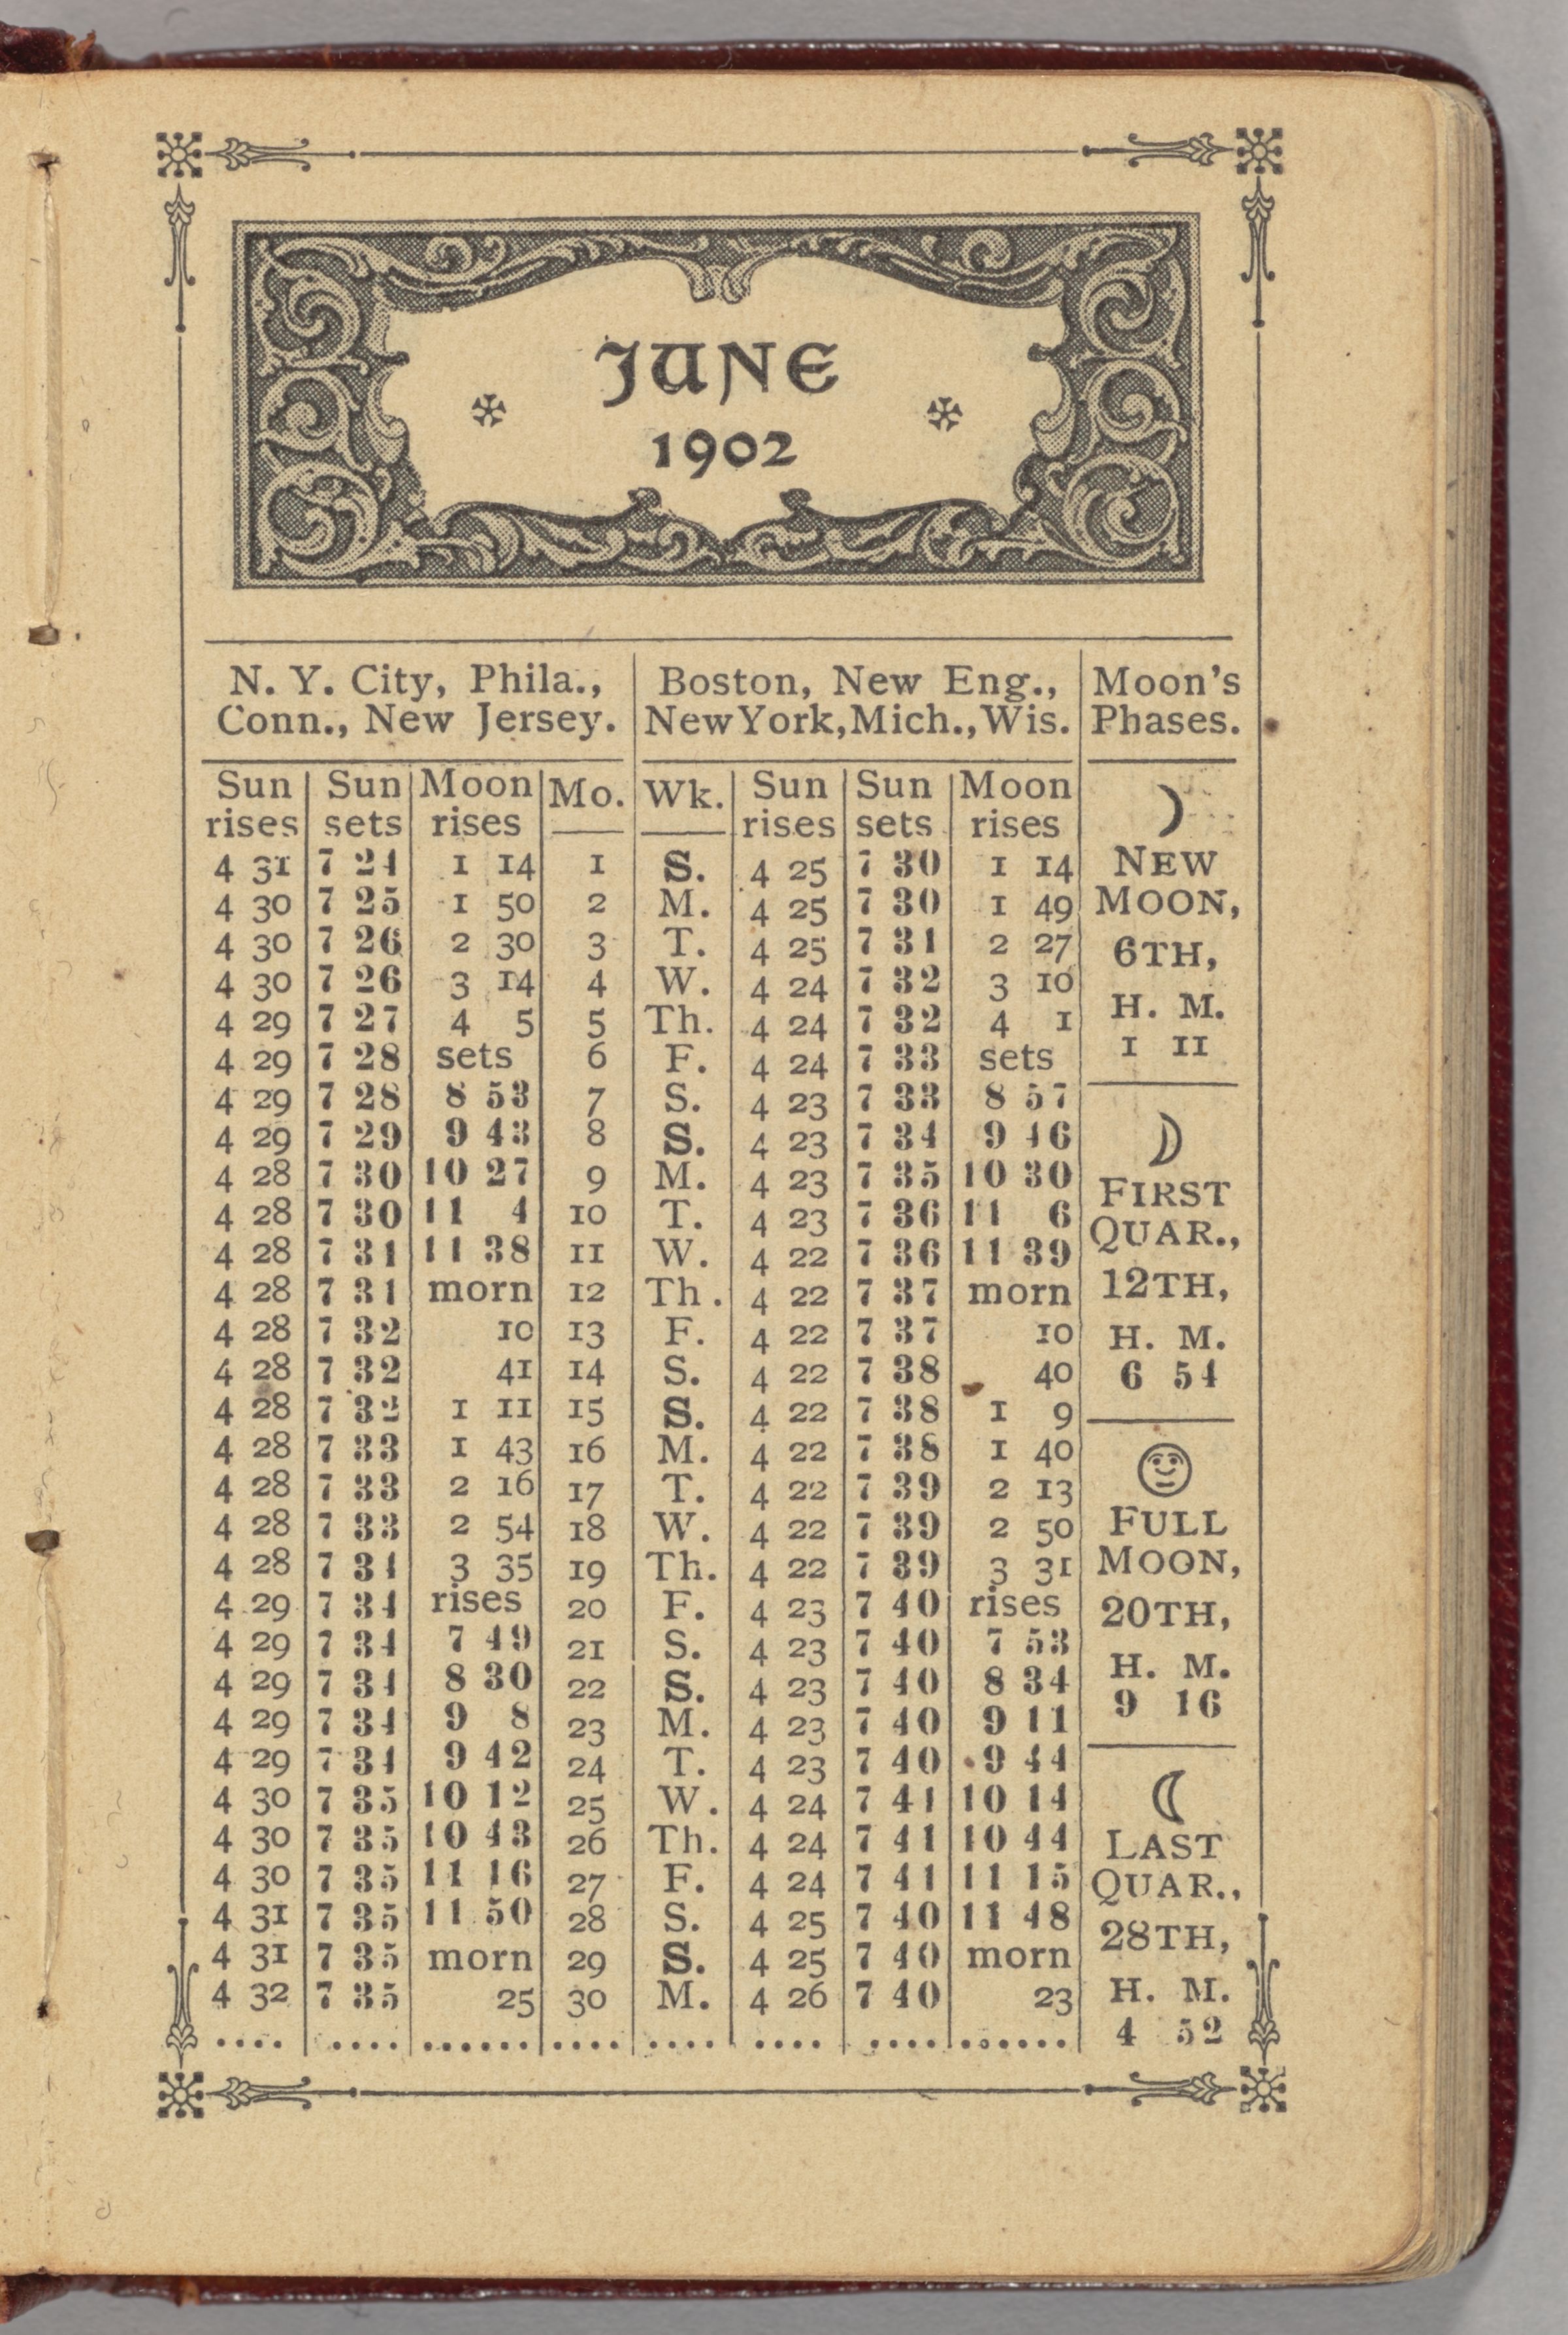 JUNE
1902
N. Y. City, Phila., Boston, New Eng., Moon's
Conn., New Jersey. New York, Mich., Wis. Phases.
Sun Sun Moon Mo. Wk. Sun Sun Moon
rises sets rises rises sets rises
4 31 7 24 1 14 1 S. 4 25 7 30 1 14 NEW
4 30 7 25 1 50 2 M. 4 25 7 30 1 49 MOON,
4 30 7 26 2 30 3 T. 4 25 7 31 2 27 6TH,
4 30 7 26 3 14 4 W. 4 24 7 32 3 10 H. M.
4 29 7 27 4 5 5 Th. 4 24 7 32 4 1 1 11
4 29 7 28 sets 6 F. 4 24 7 33 sets
4 29 7 28 8 53 7 S. 4 23 7 33 8 57
4 29 7 29 9 43 8 S. 4 23 7 34 9 46
4 28 7 30 10 27 9 M. 4 23 7 35 10 30 FIRST
4 28 7 30 11 4 10 T. 4 23 7 36 11 6 QUAR.,
4 28 7 31 11 38 11 W. 4 22 7 36 11 39
4 28 7 31 morn 12 Th. 4 22 7 37 morn 12TH,
4 28 7 32 10 13 F. 4 22 7 37 10 H. M.
4 28 7 32 41 14 S. 4 22 7 38 40 6 54
4 28 7 32 1 11 15 S. 4 22 7 38 1 9
4 28 7 33 1 43 16 M. 4 22 7 38 1 40
4 28 7 33 2 16 17 T. 4 22 7 39 2 13
4 28 7 33 2 54 18 W. 4 22 7 39 2 50 FULL
4 28 7 34 3 35 19 Th. 4 22 7 39 3 31 MOON,
4 29 7 34 rises 20 F. 4 23 7 40 rises 20TH,
4 29 7 34 7 49 21 S. 4 23 7 40 7 53 H. M.
4 29 7 34 8 30 22 S. 4 23 7 40 8 34 9 16
4 29 7 34 9 8 23 M. 4 23 7 40 9 11
4 29 7 34 9 42 24 T. 4 23 7 40 9 44
4 30 7 35 10 12 25 W. 4 24 7 41 10 14
4 30 7 35 10 43 26 Th. 4 24 7 41 10 44 LAST
4 30 7 35 11 16 27 F. 4 24 7 41 11 15 QUAR.,
4 31 7 35 11 50 28 S. 4 25 7 40 11 48 28TH,
4 31 7 35 morn 29 S. 4 25 7 40 morn
4 32 7 35 25 30 M. 4 26 7 40 23 H. M.
.... .... ...... .... .... .... .... ...... 4 52